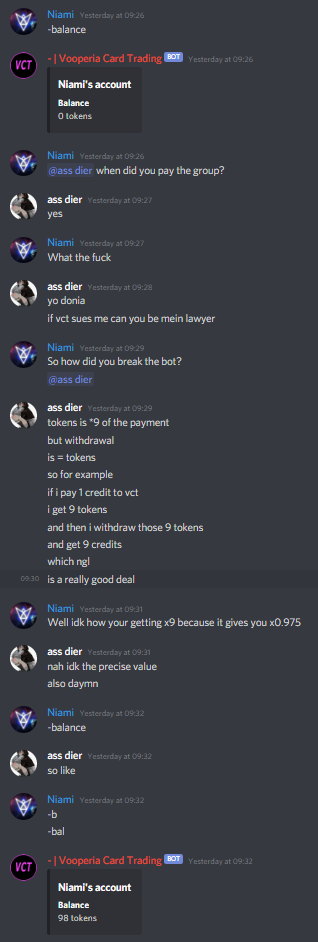 Niami Yesterday at 09:26
-balance
VCT
- | Vooperia Card Trading BOT Yesterday at 09:26
Niami's account
Balance
0 tokens
Niami Yesterday at 09:26
@ass dier when did you pay the group?
ass dier Yesterday at 09:27
yes
Niami Yesterday at 09:27
What the fuck
ass dier Yesterday at 09:28
yo donia
if vct sues me can you be mein lawyer
Niami Yesterday at 09:29
So how did you break the bot?
@ass dier
ass dier Yesterday at 09:29
tokens is *9 of the payment
but withdrawal
is = tokens
so for example
if i pay 1 credit to vct
i get 9 tokens
and then i withdraw those 9 tokens
and get 9 credits
which ngl
09:30 is a really good deal
Niami Yesterday at 09:31
Well idk how your getting x9 because it gives you x0.975
ass dier Yesterday at 09:31
nah idk the precise value
also daymn
Niami Yesterday at 09:32
-balance
ass dier Yesterday at 09:32
so like
Niami Yesterday at 09:32
-b
-bal
VCT
- | Vooperia Card Trading BOT Yesterday at 09:32
Niami's account
Balance
98 tokens